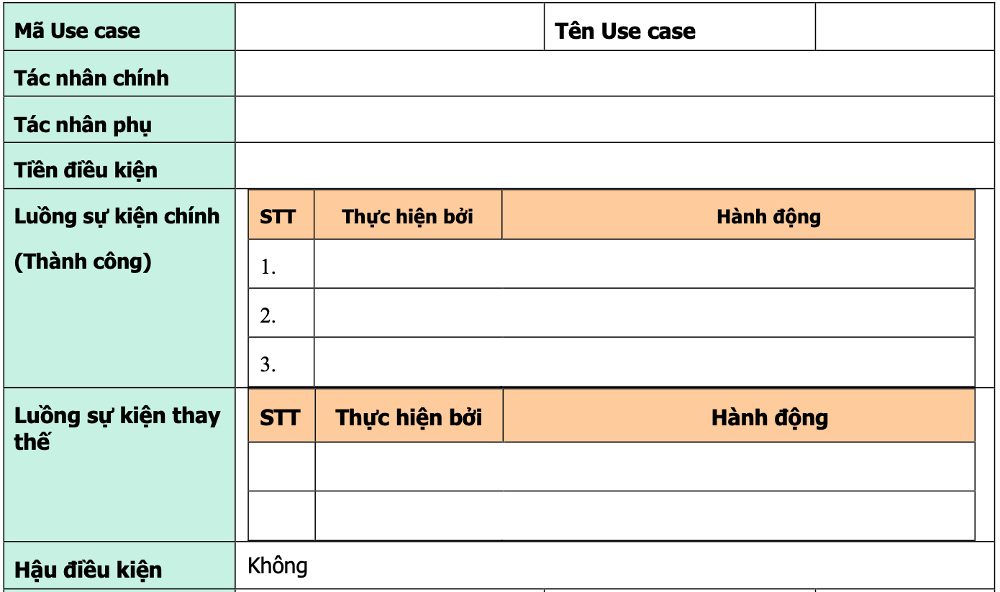 Mã Use case Tên Use case
Tác nhân chính
Tác nhân phụ
Tiền điều kiện
Luồng sự kiện chính
(Thành công)
STT Thực hiện bởi Hành động
1.
2.
3.
Luồng sự kiện thay
thế
STT Thực hiện bởi Hành động
Hậu điều kiện Không